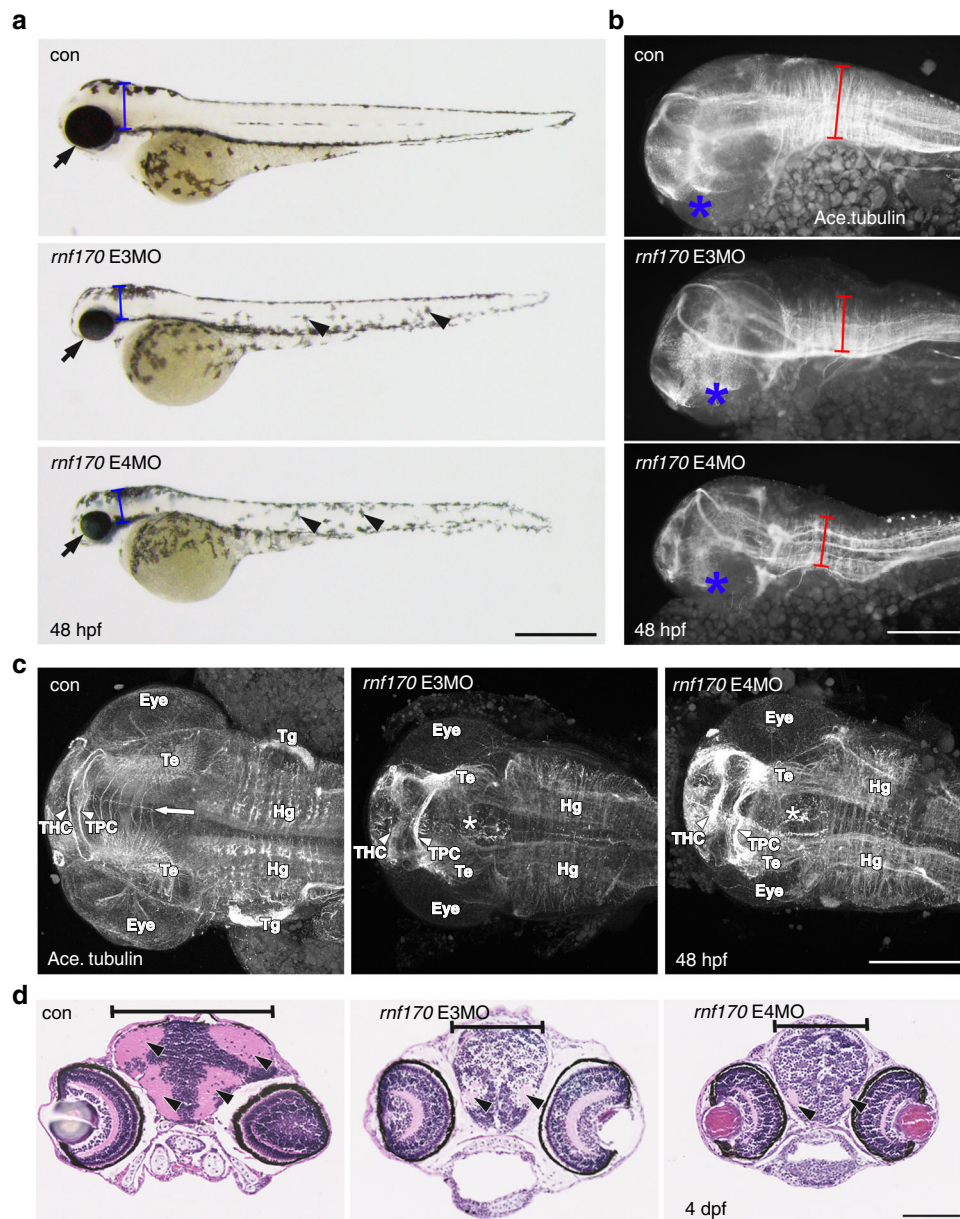 a
b
con
con
*
Ace.tubulin
rnf170 E3MO
rnf170 E3MO
*
rnf170 E4MO
rnf170 E4MO
*
48 hpf
48 hpf
c
con
Eye
Tg
Te
Hg
THC
TPC
Te
Hg
Eye
Tg
Ace. tubulin
rnf170 E3MO
Eye
Te
Hg
*
THC
TPC
Te
Hg
Eye
rnf170 E4MO
Eye
Te
Hg
*
THC
TPC
Te
Hg
Eye
48 hpf
d
con
rnf170 E3MO
rnf170 E4MO
4 dpf